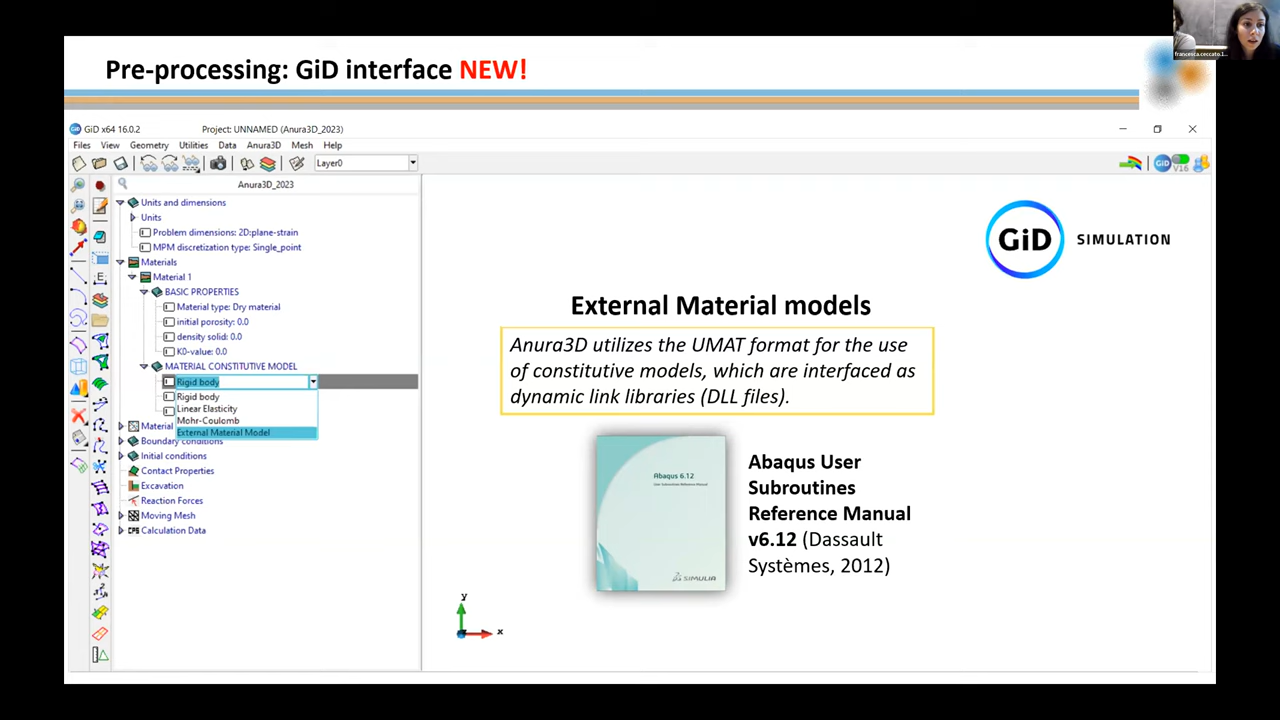 Pre-processing: GiD interface NEW!
GiD x64 16.0.2
Project: UNNAMED (Anura3D_2023)
Files View Geometry Utilities Data Anura3D Mesh Help
Layer0
Anura3D_2023
Units and dimensions
Units
Problem dimensions: 2D:plane-strain
MPM discretization type: Single_point
Materials
Material 1
BASIC PROPERTIES
Material type: Dry material
initial porosity: 0.0
density solid: 0.0
K0-value: 0.0
MATERIAL CONSTITUTIVE MODEL
Rigid body
Rigid body
Linear Elasticity
Mohr-Coulomb
External Material Model
Material
Boundary conditions
Initial conditions
Contact Properties
Excavation
Reaction Forces
Moving Mesh
Calculation Data
GiD V16
GiD SIMULATION
External Material models
Anura3D utilizes the UMAT format for the use
of constitutive models, which are interfaced as
dynamic link libraries (DLL files).
Abaqus 6.12
User Subroutines Reference Manual
SIMULIA
Abaqus User
Subroutines
Reference Manual
v6.12 (Dassault
Systèmes, 2012)
y
x